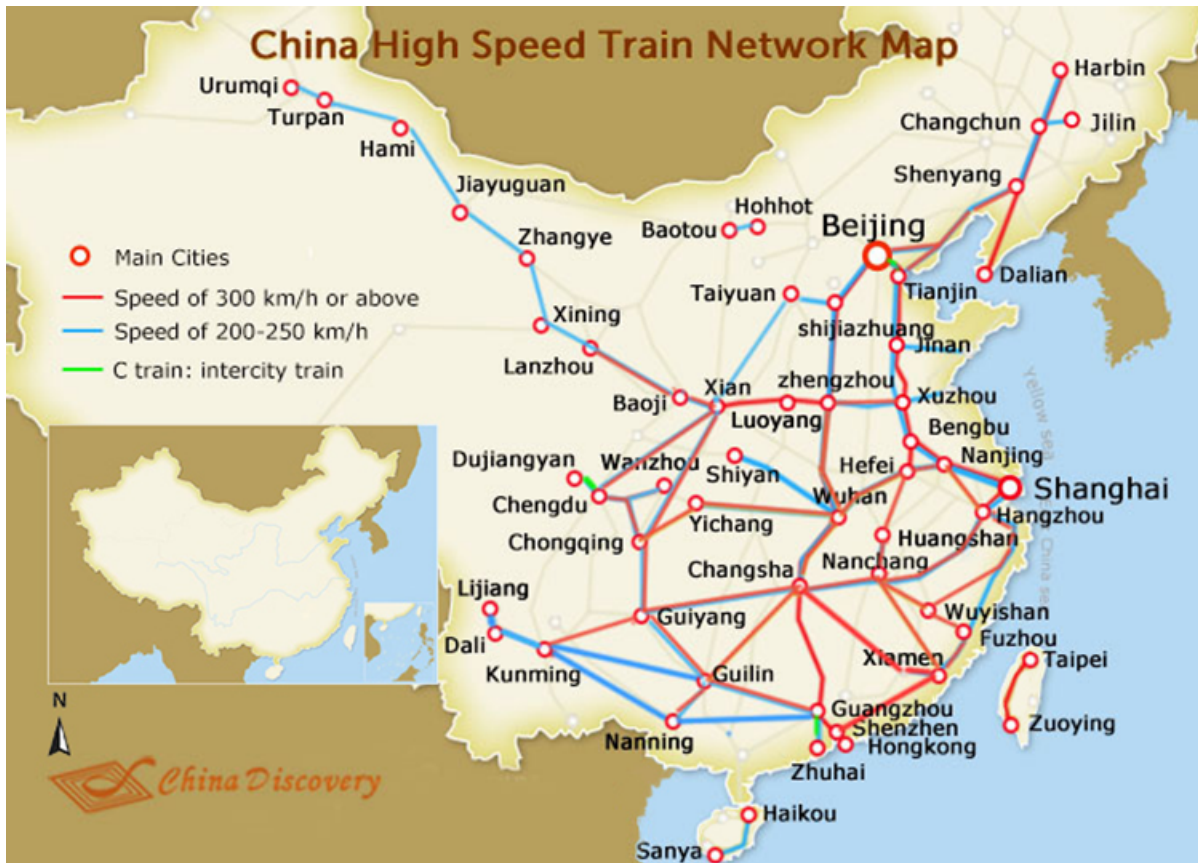 China High Speed Train Network Map
Urumqi
Turpan
Hami
Harbin
Changchun
Jilin
Shenyang
Jiayuguan
Hohhot
Baotou
Beijing
Zhangye
Dalian
Tianjin
Main Cities
Speed of 300 km/h or above
Speed of 200-250 km/h
C train: intercity train
Taiyuan
Xining
shijiazhuang
Jinan
Lanzhou
Xian
zhengzhou
Baoji
Luoyang
Xuzhou
Yellow sea
Bengbu
Dujiangyan
Wanzhou
Shiyan
Hefei
Nanjing
Shanghai
Chengdu
Wuhan
Yichang
Hangzhou
Chongqing
Huangshan
Changsha
Nanchang
China se
Lijiang
Guiyang
Wuyishan
Dali
Fuzhou
Kunming
Guilin
Xiamen
Taipei
N
Guangzhou
Shenzhen
Zuoying
Nanning
Hongkong
Zhuhai
China Discovery
Haikou
Sanya